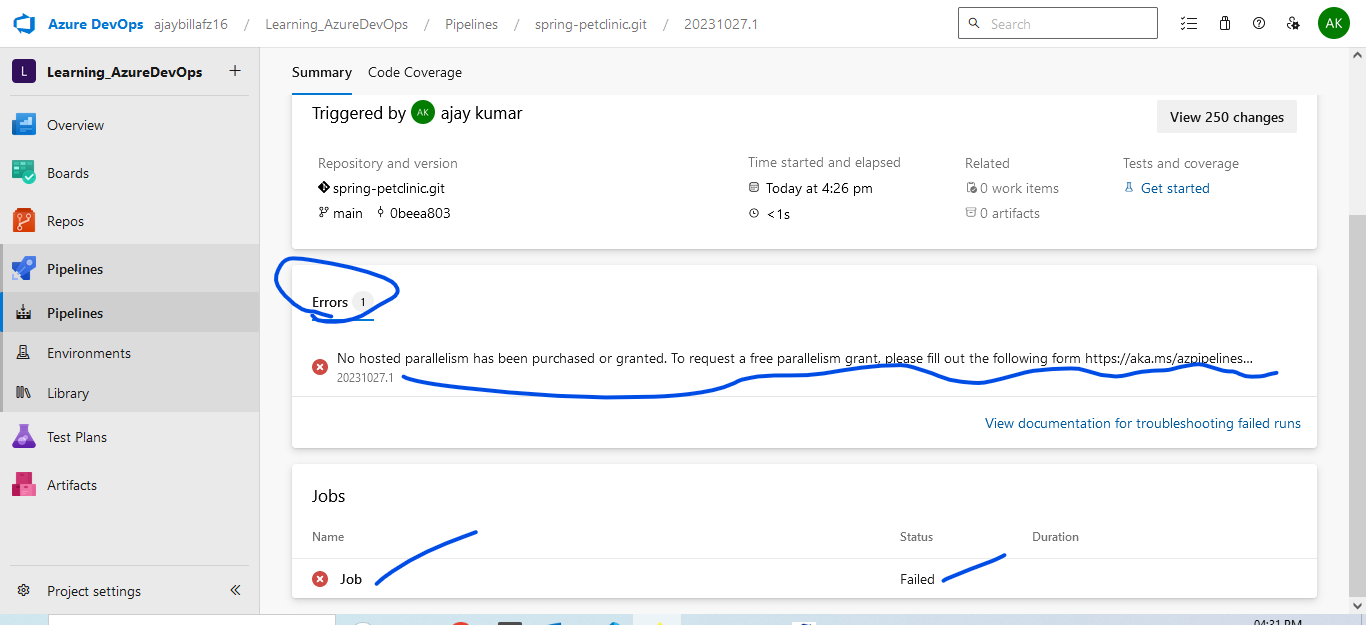 Azure DevOps ajaybillafz16 / Learning_AzureDevOps / Pipelines / spring-petclinic.git / 20231027.1
Search
AK
L Learning_AzureDevOps +
Overview
Boards
Repos
Pipelines
Pipelines
Environments
Library
Test Plans
Artifacts
Project settings
Summary Code Coverage
Triggered by AK ajay kumar
View 250 changes
Repository and version
spring-petclinic.git
main 0beea803
Time started and elapsed
Today at 4:26 pm
<1s
Related
0 work items
0 artifacts
Tests and coverage
Get started
Errors 1
No hosted parallelism has been purchased or granted. To request a free parallelism grant, please fill out the following form https://aka.ms/azpipelines...
20231027.1
View documentation for troubleshooting failed runs
Jobs
Name Status Duration
Job Failed
04:31 PM